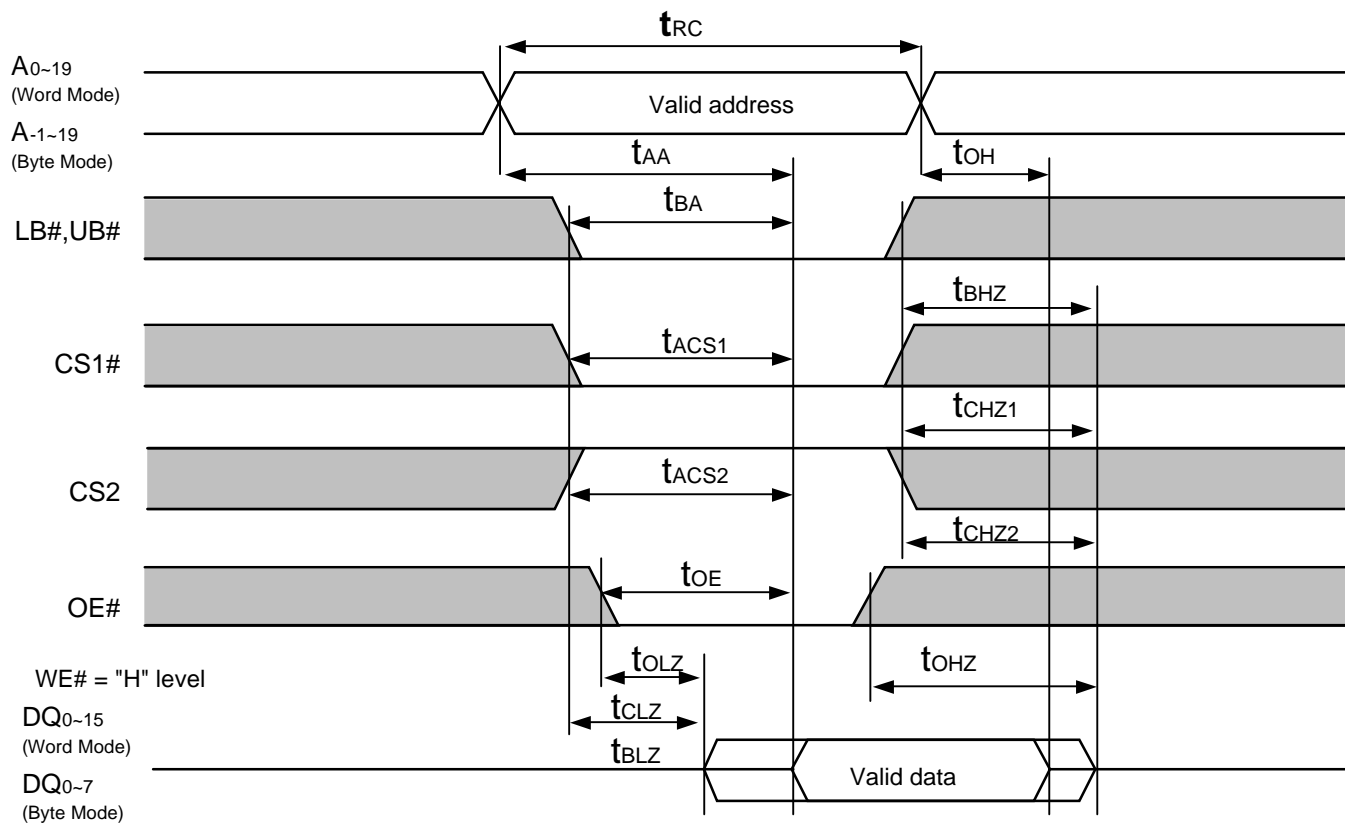 tRC
A0~19
(Word Mode)
Valid address
A-1~19
(Byte Mode)
tAA
tOH
tBA
LB#,UB#
tBHZ
tACS1
CS1#
tCHZ1
tACS2
CS2
tCHZ2
tOE
OE#
tOLZ
tOHZ
WE# = "H" level
tCLZ
DQ0~15
(Word Mode)
tBLZ
Valid data
DQ0~7
(Byte Mode)